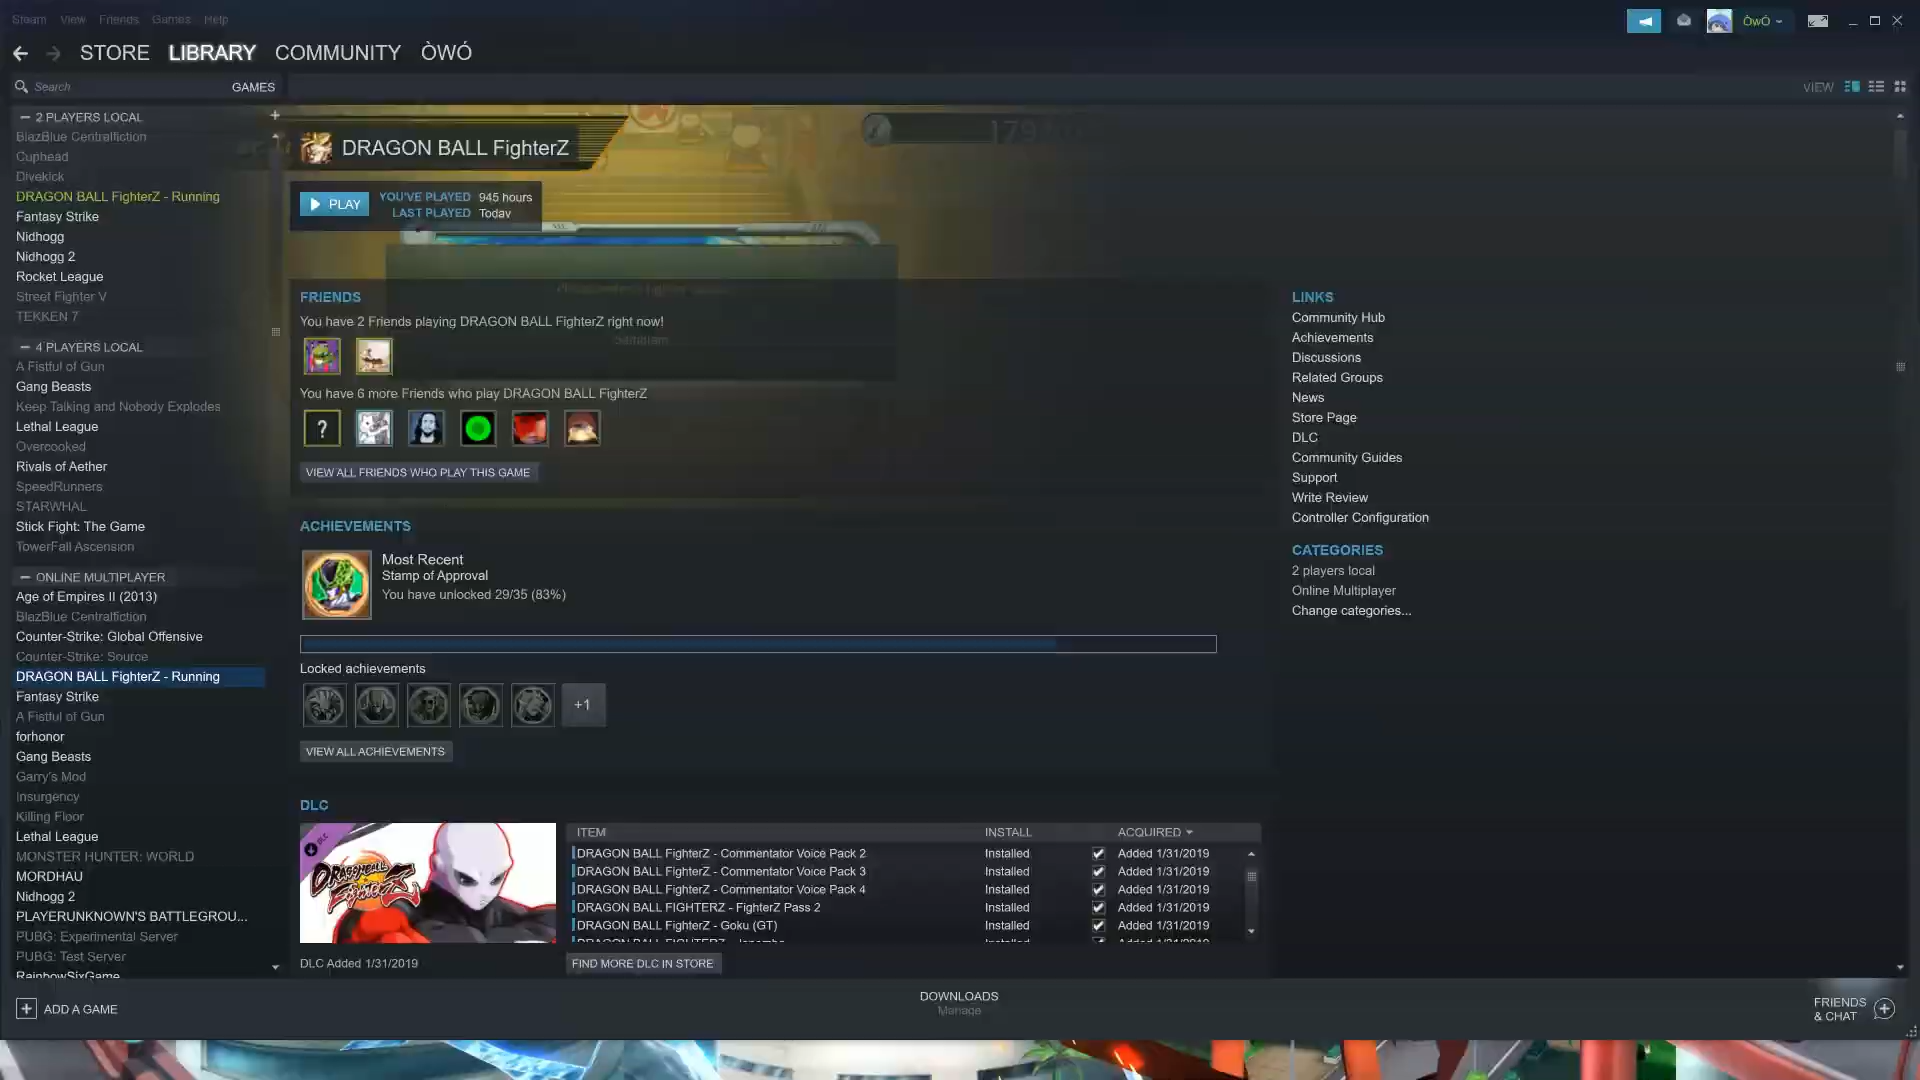 Steam View Friends Games Help
ÒwÓ
STORE LIBRARY COMMUNITY ÒWÓ
Search GAMES
VIEW
2 PLAYERS LOCAL
BlazBlue Centralfiction
Cuphead
Divekick
DRAGON BALL FighterZ - Running
Fantasy Strike
Nidhogg
Nidhogg 2
Rocket League
Street Fighter V
TEKKEN 7
4 PLAYERS LOCAL
A Fistful of Gun
Gang Beasts
Keep Talking and Nobody Explodes
Lethal League
Overcooked
Rivals of Aether
SpeedRunners
STARWHAL
Stick Fight: The Game
TowerFall Ascension
ONLINE MULTIPLAYER
Age of Empires II (2013)
BlazBlue Centralfiction
Counter-Strike: Global Offensive
Counter-Strike: Source
DRAGON BALL FighterZ - Running
Fantasy Strike
A Fistful of Gun
forhonor
Gang Beasts
Garry's Mod
Insurgency
Killing Floor
Lethal League
MONSTER HUNTER: WORLD
MORDHAU
Nidhogg 2
PLAYERUNKNOWN'S BATTLEGROU...
PUBG: Experimental Server
PUBG: Test Server
RainbowSixGame
DRAGON BALL FighterZ
PLAY
YOU'VE PLAYED 945 hours
LAST PLAYED Today
FRIENDS
You have 2 Friends playing DRAGON BALL FighterZ right now!
You have 6 more Friends who play DRAGON BALL FighterZ
?
VIEW ALL FRIENDS WHO PLAY THIS GAME
ACHIEVEMENTS
Most Recent
Stamp of Approval
You have unlocked 29/35 (83%)
Locked achievements
+1
VIEW ALL ACHIEVEMENTS
DLC
DLC
DRAGONBALL
FighterZ
DLC Added 1/31/2019
ITEM INSTALL ACQUIRED
DRAGON BALL FighterZ - Commentator Voice Pack 2 Installed Added 1/31/2019
DRAGON BALL FighterZ - Commentator Voice Pack 3 Installed Added 1/31/2019
DRAGON BALL FighterZ - Commentator Voice Pack 4 Installed Added 1/31/2019
DRAGON BALL FIGHTERZ - FighterZ Pass 2 Installed Added 1/31/2019
DRAGON BALL FighterZ - Goku (GT) Installed Added 1/31/2019
DRAGON BALL FIGHTERZ - Janemba Installed Added 1/31/2019
FIND MORE DLC IN STORE
LINKS
Community Hub
Achievements
Discussions
Related Groups
News
Store Page
DLC
Community Guides
Support
Write Review
Controller Configuration
CATEGORIES
2 players local
Online Multiplayer
Change categories...
ADD A GAME
DOWNLOADS
Manage
FRIENDS
& CHAT